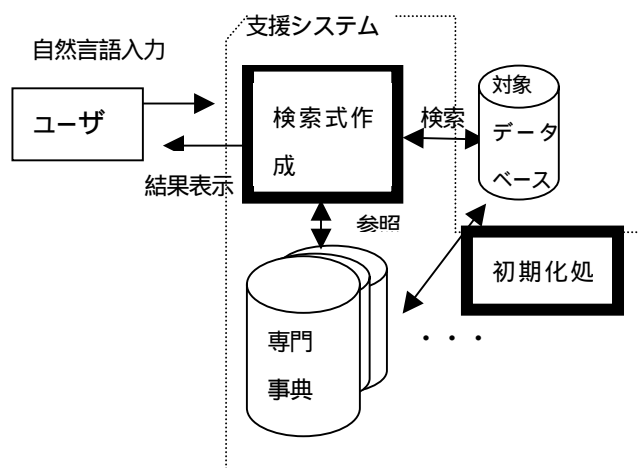 支援システム
自然言語入力
ユーザ
検索式作
成
検索
対象
データ
ベース
結果表示
参照
初期化処
専門
事典
・・・